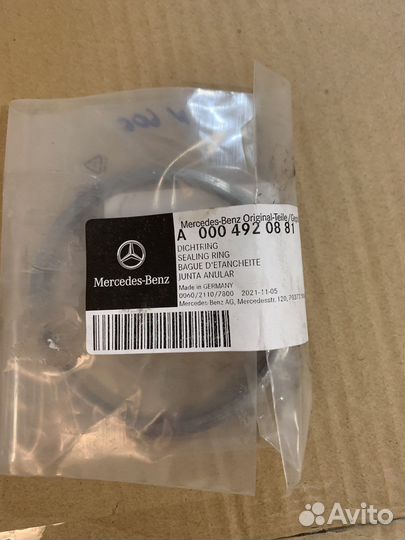 Mercedes-Benz Original-Teile/
A 000 492 08 81
DICHTRING
SEALING RING
BAGUE D'ETANCHEITE
JUNTA ANULAR
Made in GERMANY
0060/2110/7800 2021-11-05
Mercedes-Benz AG, Mercedesstr. 120,
Mercedes-Benz
Avito